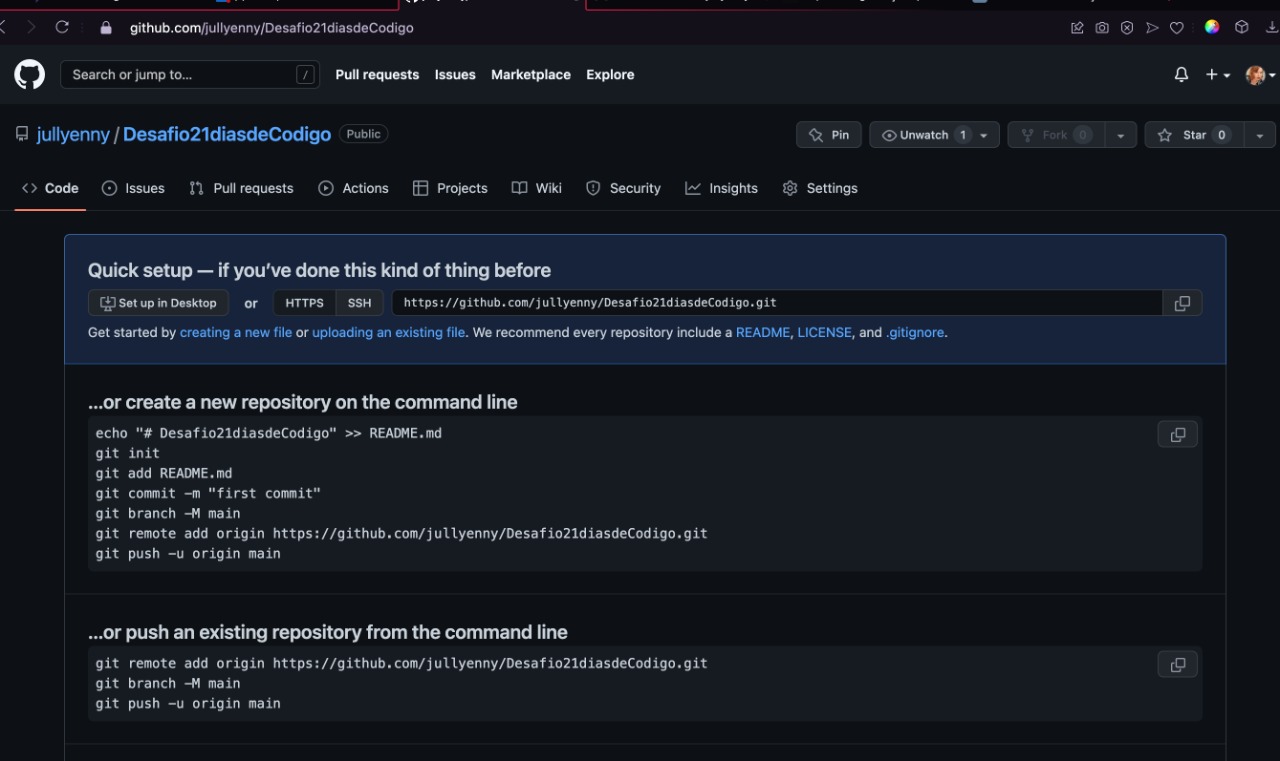 github.com/jullyenny/Desafio21diasdeCodigo
Search or jump to... /
Pull requests Issues Marketplace Explore
jullyenny / Desafio21diasdeCodigo Public
Pin Unwatch 1 Fork 0 Star 0
Code Issues Pull requests Actions Projects Wiki Security Insights Settings
Quick setup — if you’ve done this kind of thing before
Set up in Desktop or HTTPS SSH https://github.com/jullyenny/Desafio21diasdeCodigo.git
Get started by creating a new file or uploading an existing file. We recommend every repository include a README, LICENSE, and .gitignore.
...or create a new repository on the command line
echo "# Desafio21diasdeCodigo" >> README.md
git init
git add README.md
git commit -m "first commit"
git branch -M main
git remote add origin https://github.com/jullyenny/Desafio21diasdeCodigo.git
git push -u origin main
...or push an existing repository from the command line
git remote add origin https://github.com/jullyenny/Desafio21diasdeCodigo.git
git branch -M main
git push -u origin main